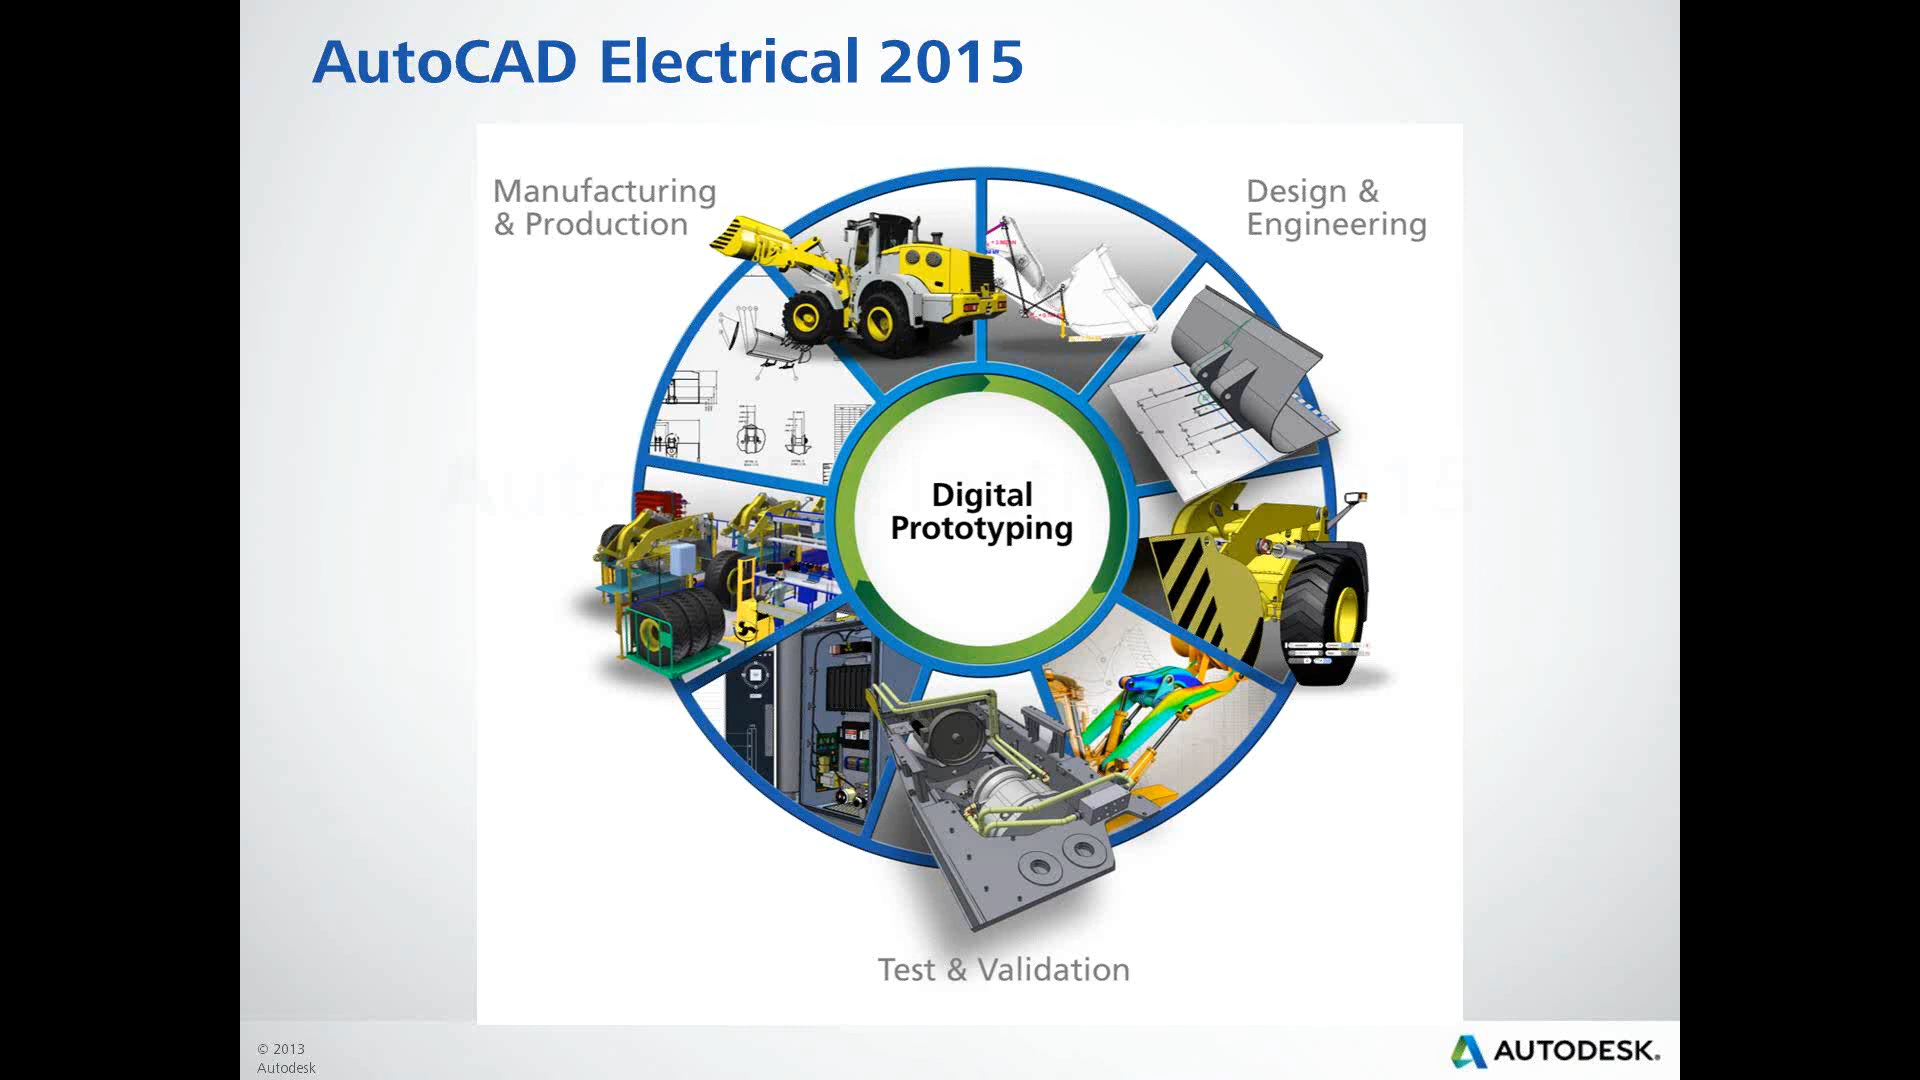 AutoCAD Electrical 2015
Manufacturing
& Production
Design &
Engineering
Digital
Prototyping
Test & Validation
© 2013
Autodesk
AUTODESK.